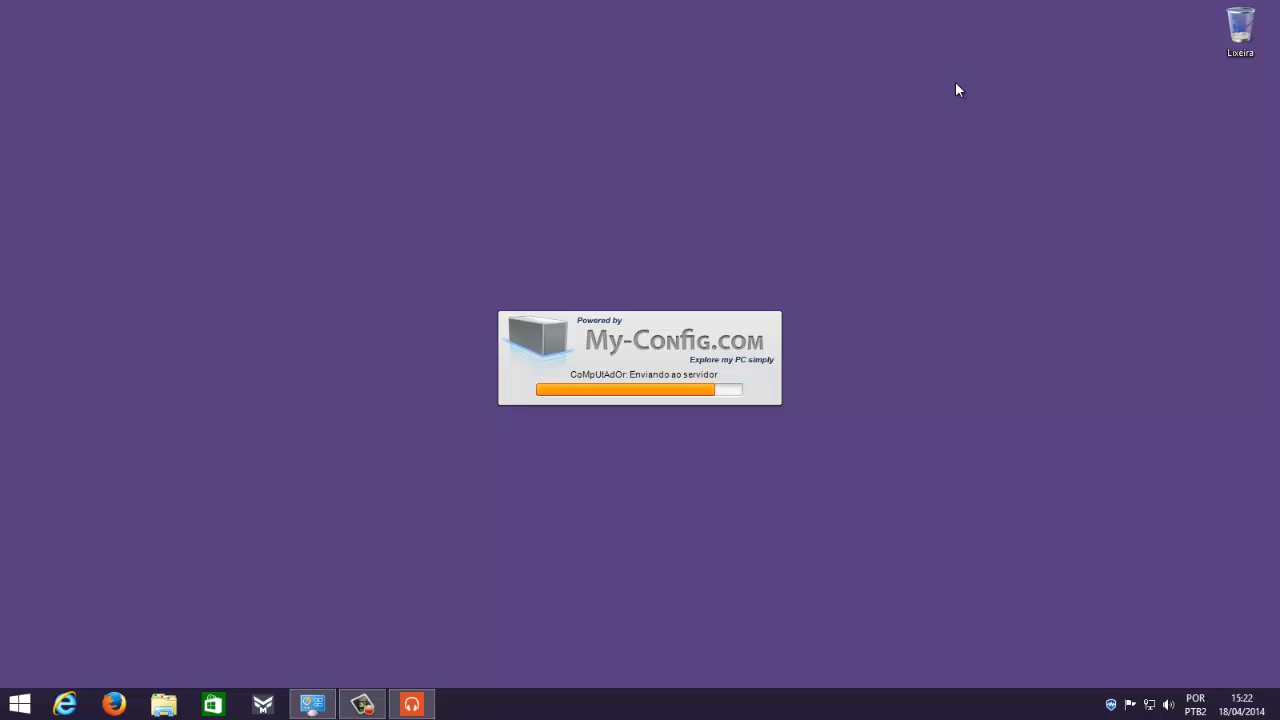 Lixeira
Powered by
My-Config.com
Explore my PC simply
CoMpUtAdOr: Enviando ao servidor
POR
PTB2
15:22
18/04/2014